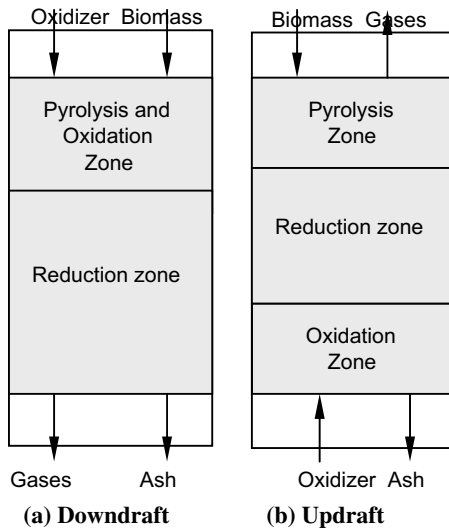 Oxidizer Biomass
Pyrolysis and
Oxidation
Zone
Reduction zone
Gases Ash
(a) Downdraft
Biomass Gases
Pyrolysis
Zone
Reduction zone
Oxidation
Zone
Oxidizer Ash
(b) Updraft